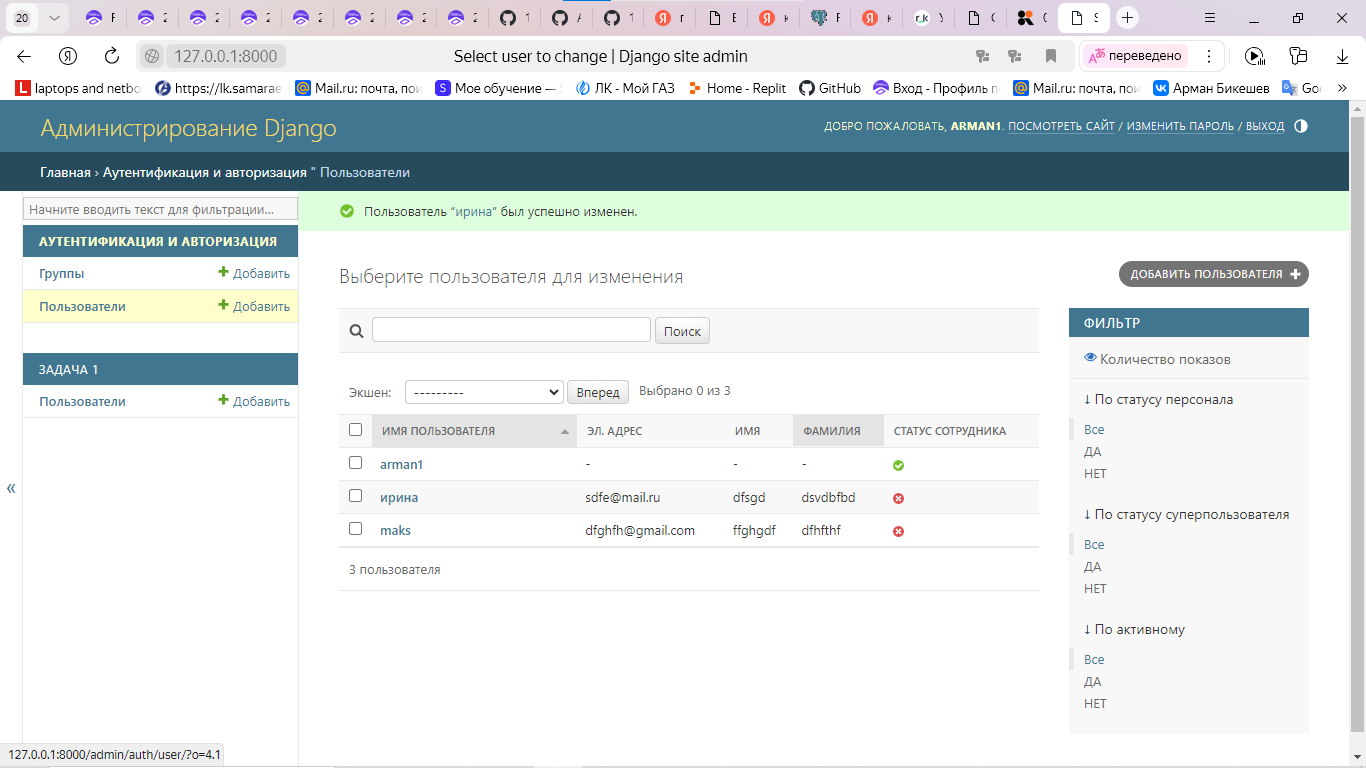 20
127.0.0.1:8000
Select user to change | Django site admin
переведено
laptops and netbo
https://lk.samarae
Mail.ru: почта, пои
Мое обучение —
ЛК - Мой ГАЗ
Home - Replit
GitHub
Вход - Профиль п
Mail.ru: почта, пои
Арман Бикешев
Go
Администрирование Django
ДОБРО ПОЖАЛОВАТЬ, ARMAN1. ПОСМОТРЕТЬ САЙТ / ИЗМЕНИТЬ ПАРОЛЬ / ВЫХОД
Главная › Аутентификация и авторизация " Пользователи
Начните вводить текст для фильтрации...
АУТЕНТИФИКАЦИЯ И АВТОРИЗАЦИЯ
Группы + Добавить
Пользователи + Добавить
ЗАДАЧА 1
Пользователи + Добавить
«
Пользователь “ирина” был успешно изменен.
Выберите пользователя для изменения
ДОБАВИТЬ ПОЛЬЗОВАТЕЛЯ +
Поиск
Экшен: --------- Вперед Выбрано 0 из 3
ИМЯ ПОЛЬЗОВАТЕЛЯ ЭЛ. АДРЕС ИМЯ ФАМИЛИЯ СТАТУС СОТРУДНИКА
arman1 - - -
ирина sdfe@mail.ru dfsgd dsvdbfbd
maks dfghfh@gmail.com ffghgdf dfhfthf
3 пользователя
ФИЛЬТР
Количество показов
↓ По статусу персонала
Все
ДА
НЕТ
↓ По статусу суперпользователя
Все
ДА
НЕТ
↓ По активному
Все
ДА
НЕТ
127.0.0.1:8000/admin/auth/user/?o=4.1